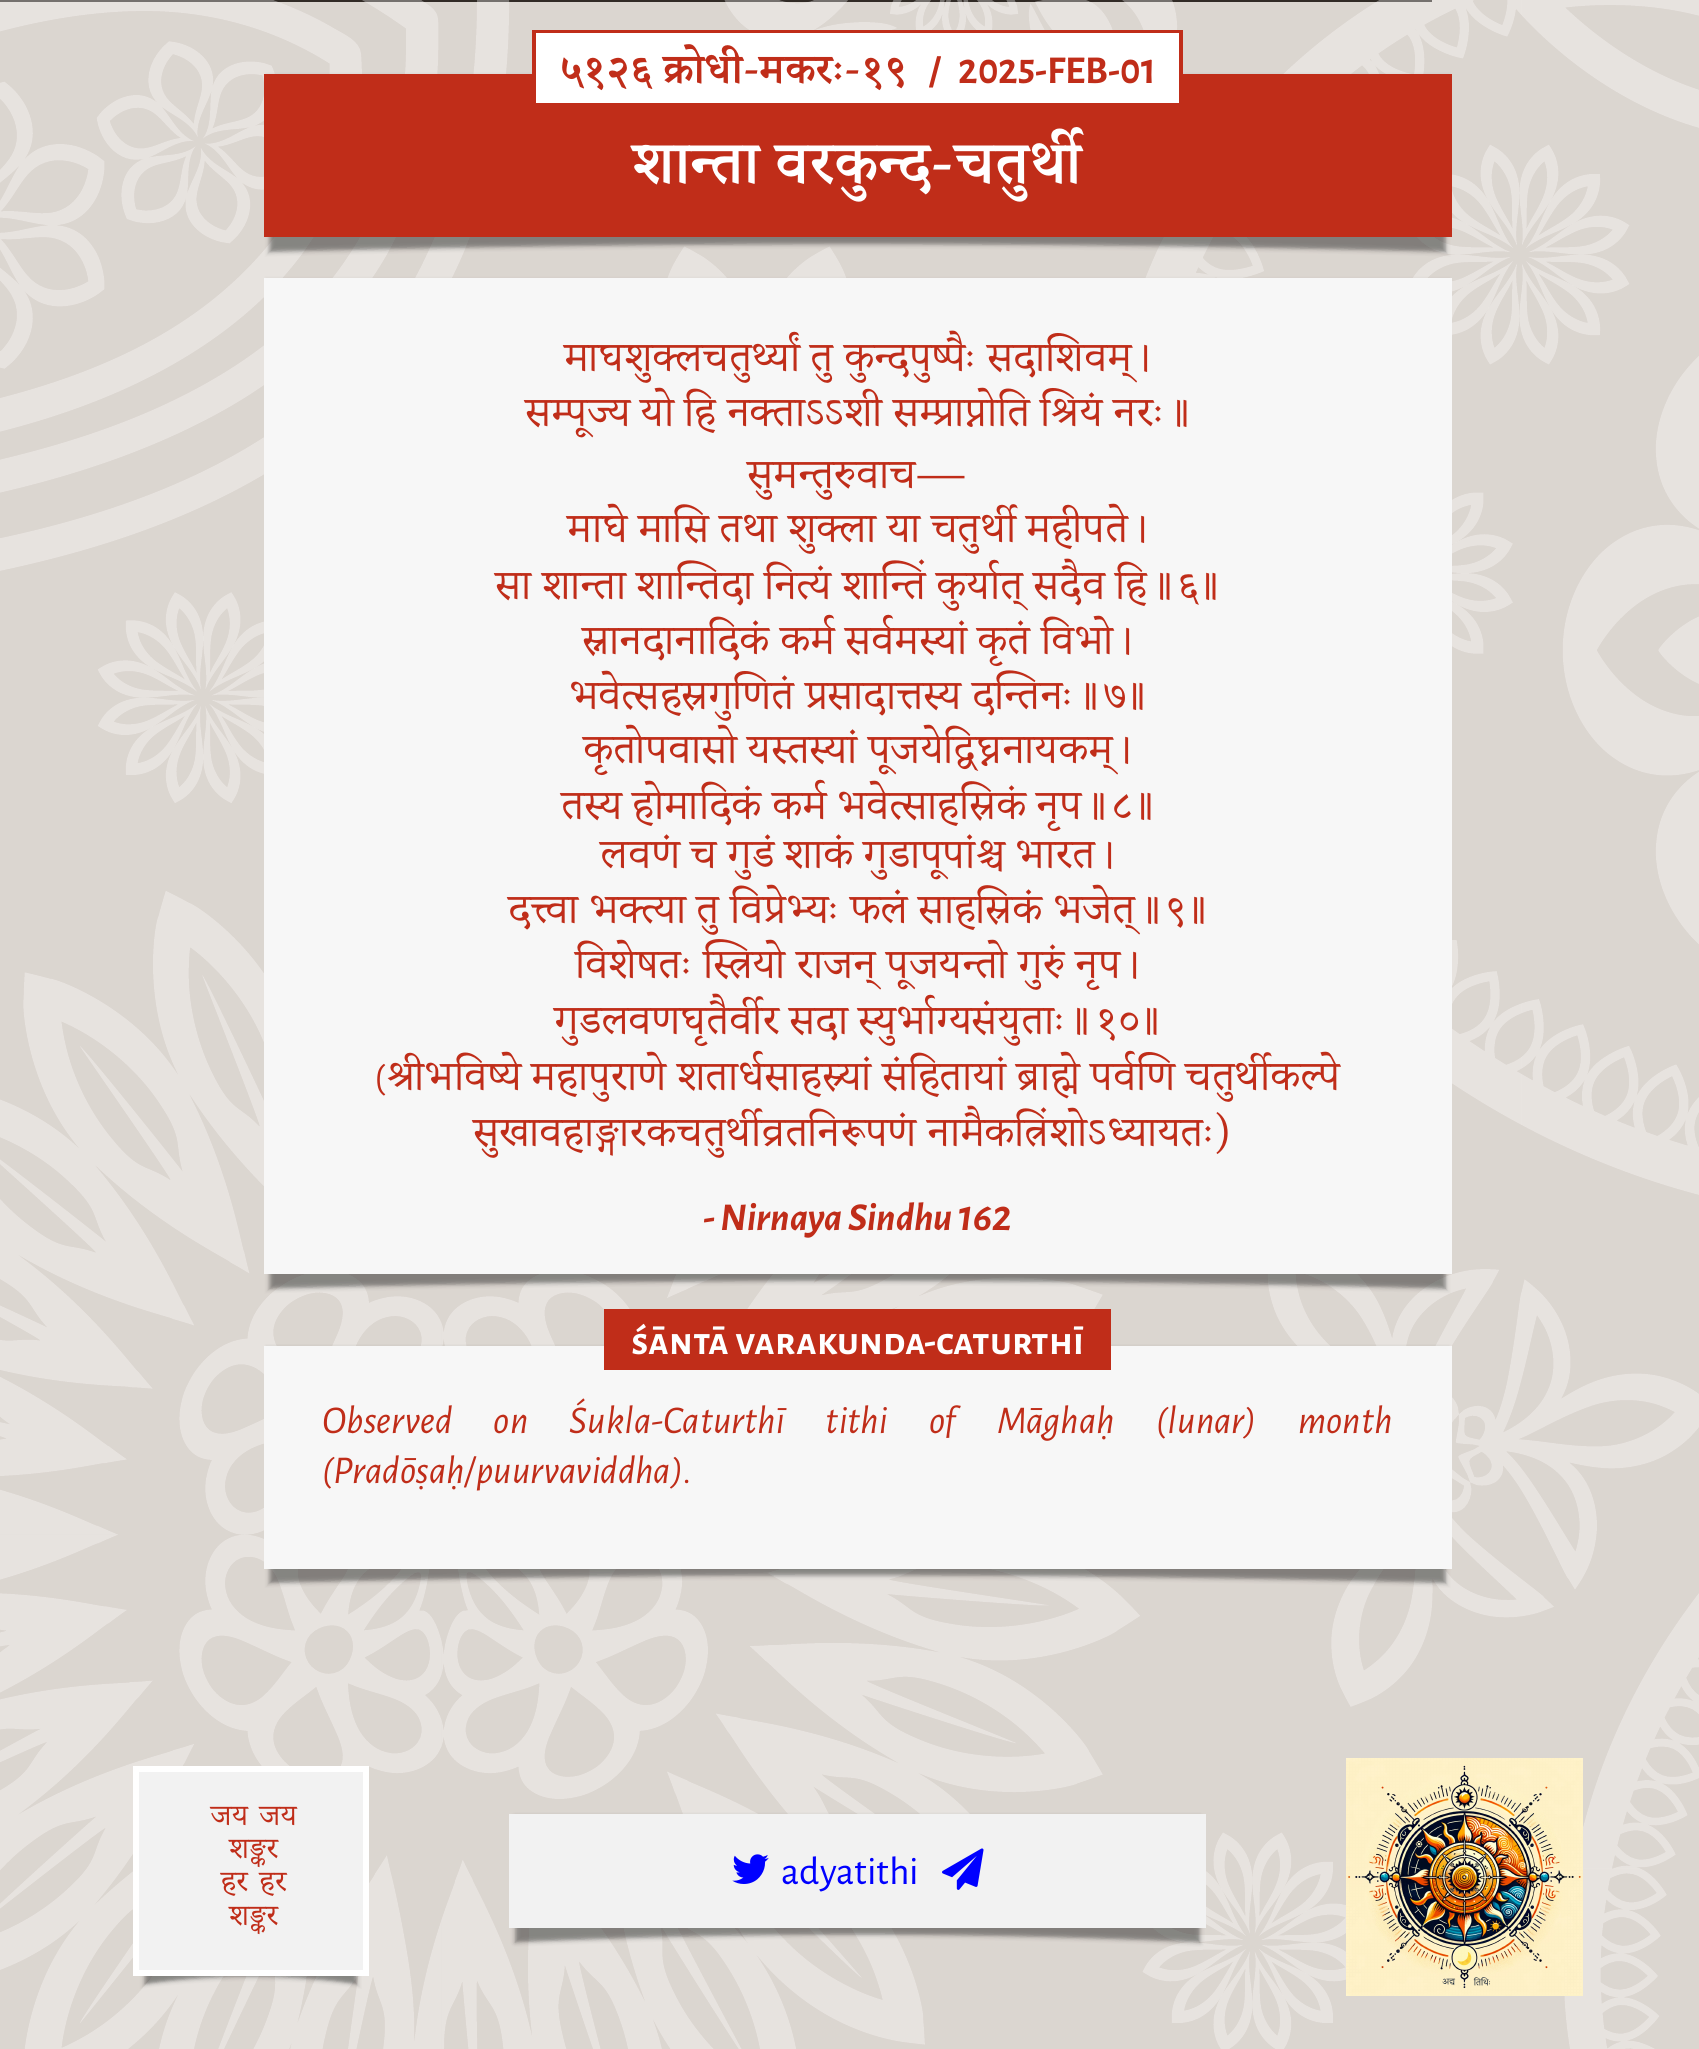 ५१२६ क्रोधी-मकरः-१९ / 2025-FEB-01
शान्ता वरकुन्द-चतुर्थी
माघशुक्लचतुर्थ्यां तु कुन्दपुष्पैः सदाशिवम्।
सम्पूज्य यो हि नक्ताऽऽशी सम्प्राप्नोति श्रियं नरः॥
सुमन्तुरुवाच—
माघे मासि तथा शुक्ला या चतुर्थी महीपते।
सा शान्ता शान्तिदा नित्यं शान्तिं कुर्यात् सदैव हि॥६॥
स्नानदानादिकं कर्म सर्वमस्यां कृतं विभो।
भवेत्सहस्रगुणितं प्रसादात्तस्य दन्तिनः॥७॥
कृतोपवासो यस्तस्यां पूजयेद्विघ्ननायकम्।
तस्य होमादिकं कर्म भवेत्साहस्रिकं नृप॥८॥
लवणं च गुडं शाकं गुडापूपांश्च भारत।
दत्त्वा भक्त्या तु विप्रेभ्यः फलं साहस्रिकं भजेत्॥९॥
विशेषतः स्त्रियो राजन् पूजयन्तो गुरुं नृप।
गुडलवणघृतैर्वीर सदा स्युर्भाग्यसंयुताः॥१०॥
(श्रीभविष्ये महापुराणे शतार्धसाहस्र्यां संहितायां ब्राह्मे पर्वणि चतुर्थीकल्पे
सुखावहाङ्गारकचतुर्थीव्रतनिरूपणं नामैकत्रिंशोऽध्यायतः)
- Nirnaya Sindhu 162
ŚĀNTĀ VARAKUNDA-CATURTHĪ
Observed on Śukla-Caturthī tithi of Māghaḥ (lunar) month
(Pradōṣaḥ/puurvaviddha).
जय जय
शङ्कर
हर हर
शङ्कर
adyatithi
अद्य तिथिः